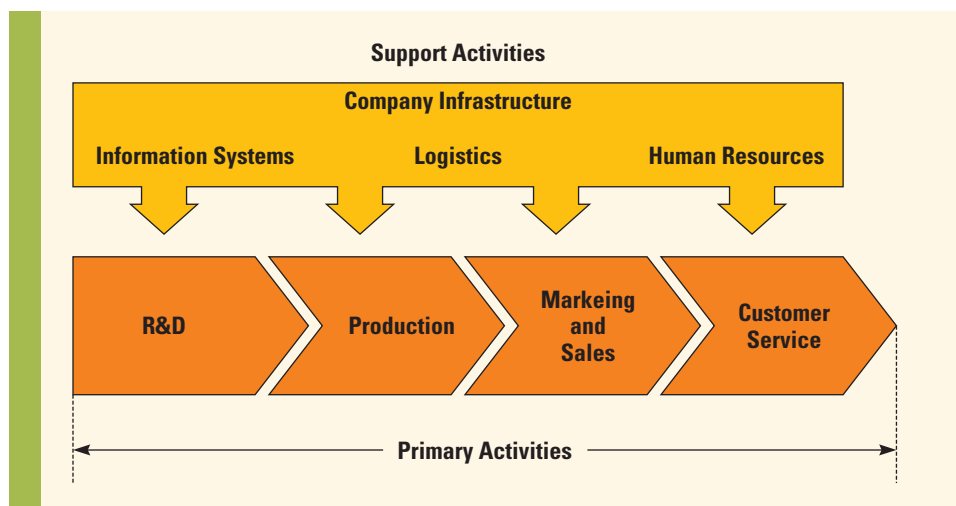 Support Activities
Company Infrastructure
Information Systems
Logistics
Human Resources
R&D
Production
Markeing
and
Sales
Customer
Service
Primary Activities